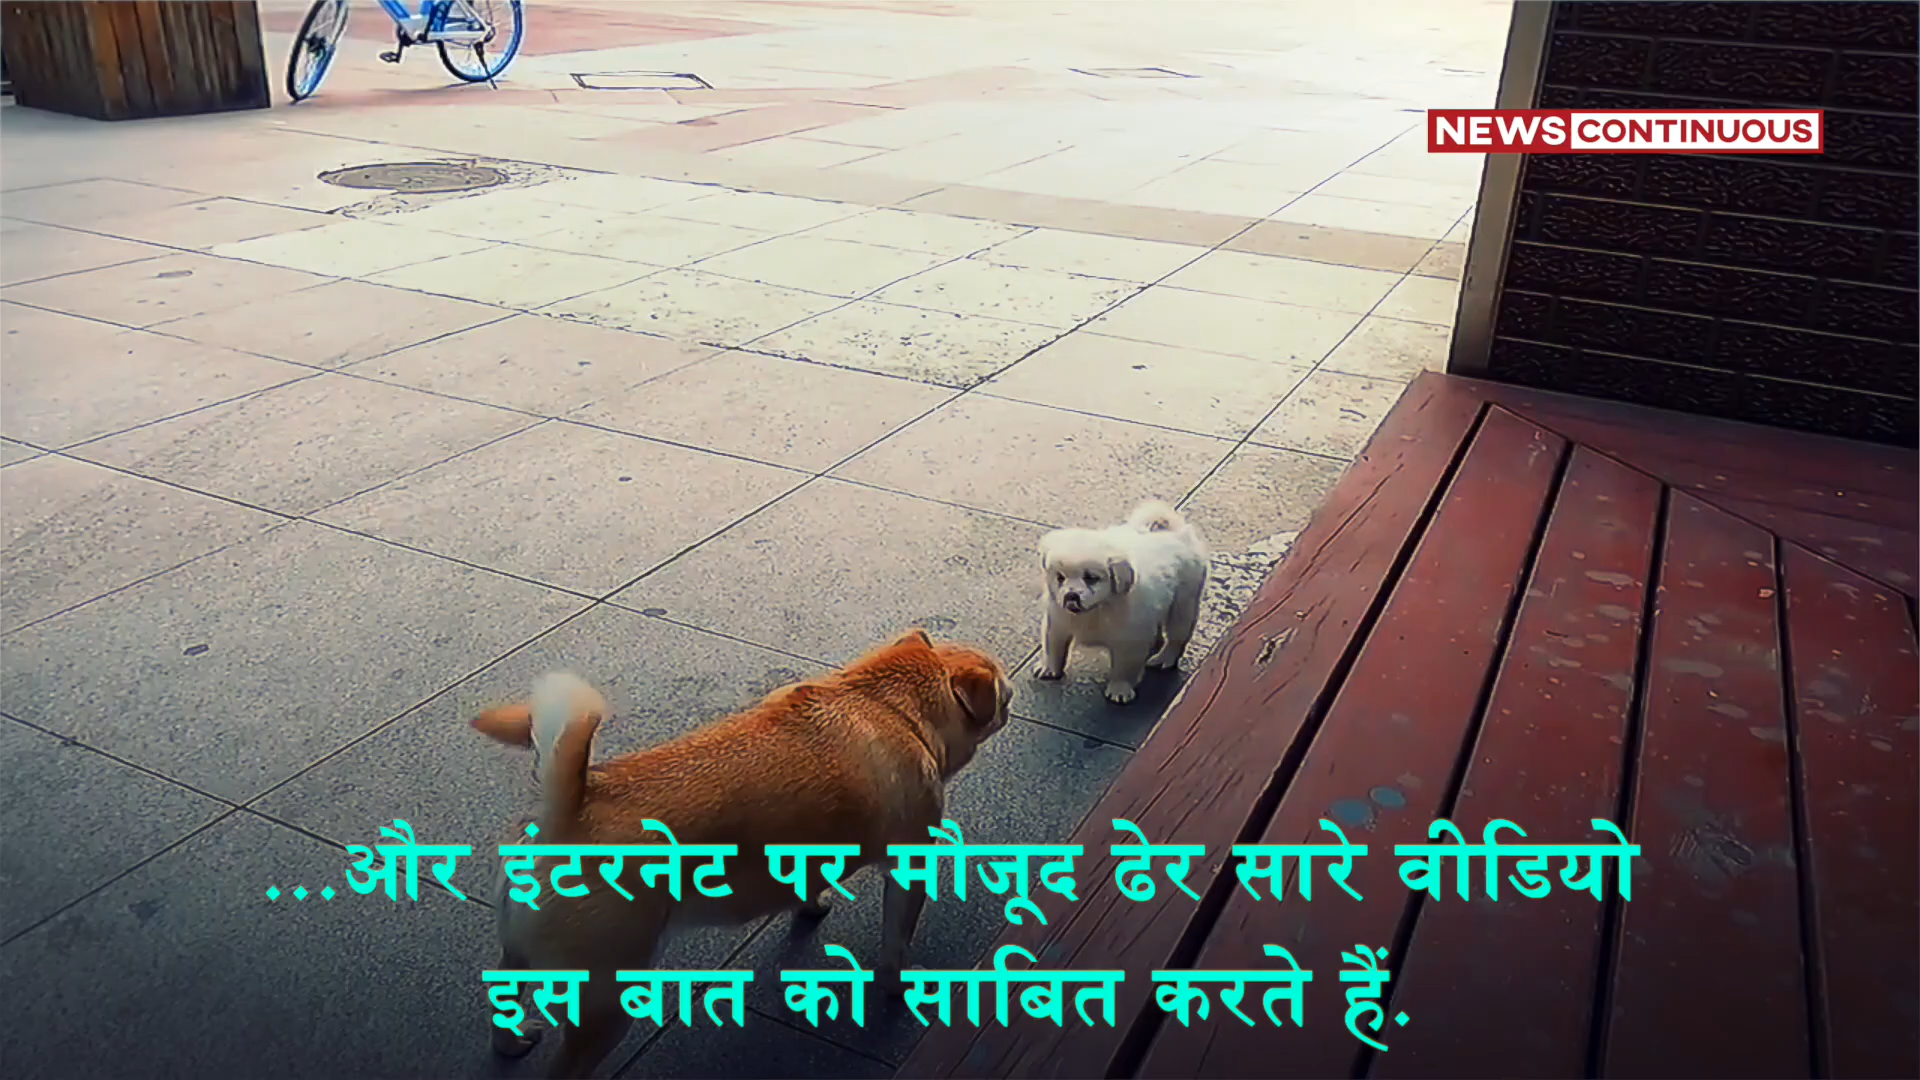 NEWS CONTINUOUS
...और इंटरनेट पर मौजूद ढेर सारे वीडियो
इस बात को साबित करते हैं.